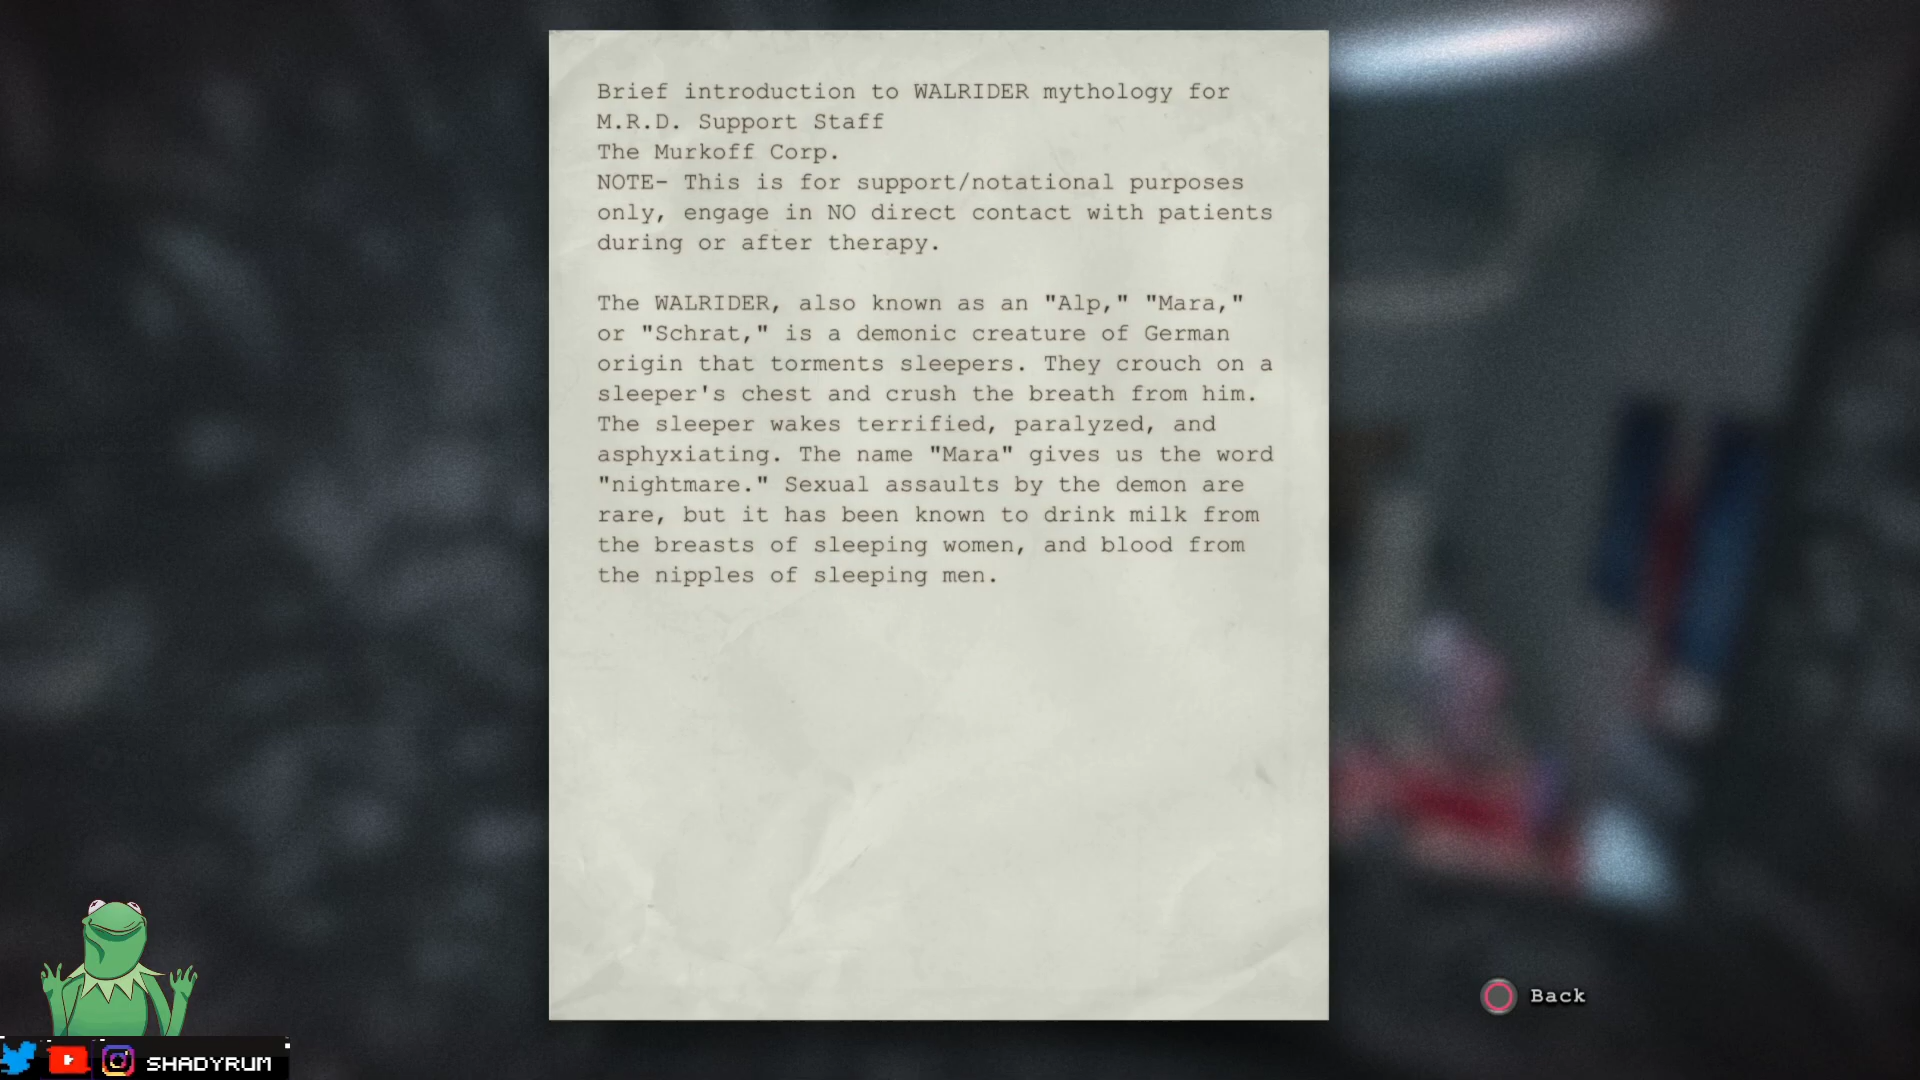 Brief introduction to WALRIDER mythology for
M.R.D. Support Staff
The Murkoff Corp.
NOTE- This is for support/notational purposes
only, engage in NO direct contact with patients
during or after therapy.
The WALRIDER, also known as an "Alp," "Mara,"
or "Schrat," is a demonic creature of German
origin that torments sleepers. They crouch on a
sleeper's chest and crush the breath from him.
The sleeper wakes terrified, paralyzed, and
asphyxiating. The name "Mara" gives us the word
"nightmare." Sexual assaults by the demon are
rare, but it has been known to drink milk from
the breasts of sleeping women, and blood from
the nipples of sleeping men.
Back
SHADYRUM